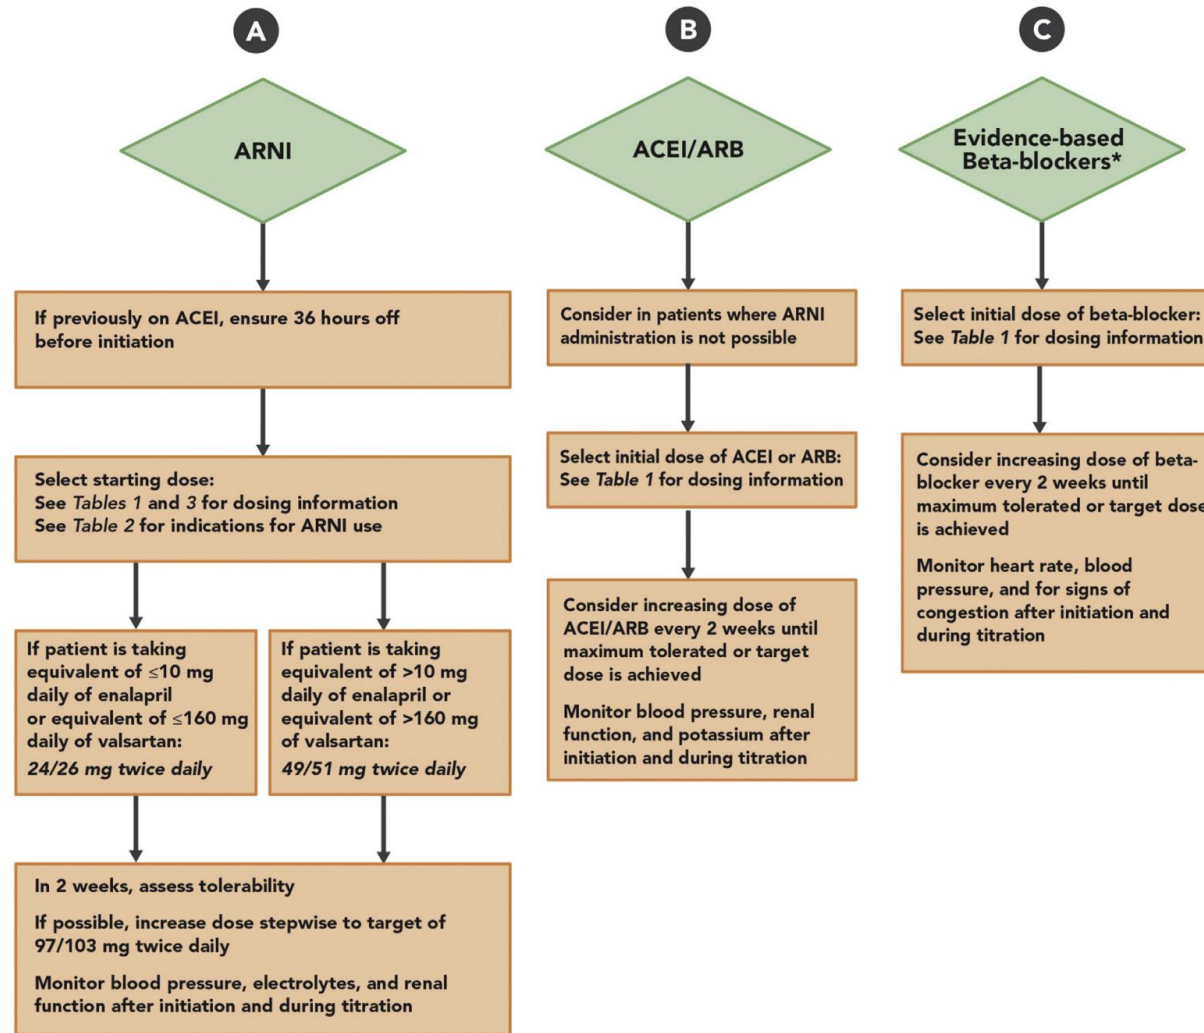 A
ARNI
If previously on ACEI, ensure 36 hours off
before initiation
Select starting dose:
See Tables 1 and 3 for dosing information
See Table 2 for indications for ARNI use
If patient is taking
equivalent of ≤10 mg
daily of enalapril
or equivalent of ≤160 mg
daily of valsartan:
24/26 mg twice daily
If patient is taking
equivalent of >10 mg
daily of enalapril or
equivalent of >160 mg
of valsartan:
49/51 mg twice daily
In 2 weeks, assess tolerability
If possible, increase dose stepwise to target of
97/103 mg twice daily
Monitor blood pressure, electrolytes, and renal
function after initiation and during titration
B
ACEI/ARB
Consider in patients where ARNI
administration is not possible
Select initial dose of ACEI or ARB:
See Table 1 for dosing information
Consider increasing dose of
ACEI/ARB every 2 weeks until
maximum tolerated or target
dose is achieved
Monitor blood pressure, renal
function, and potassium after
initiation and during titration
C
Evidence-based
Beta-blockers*
Select initial dose of beta-blocker:
See Table 1 for dosing information
Consider increasing dose of beta-
blocker every 2 weeks until
maximum tolerated or target dose
is achieved
Monitor heart rate, blood
pressure, and for signs of
congestion after initiation and
during titration